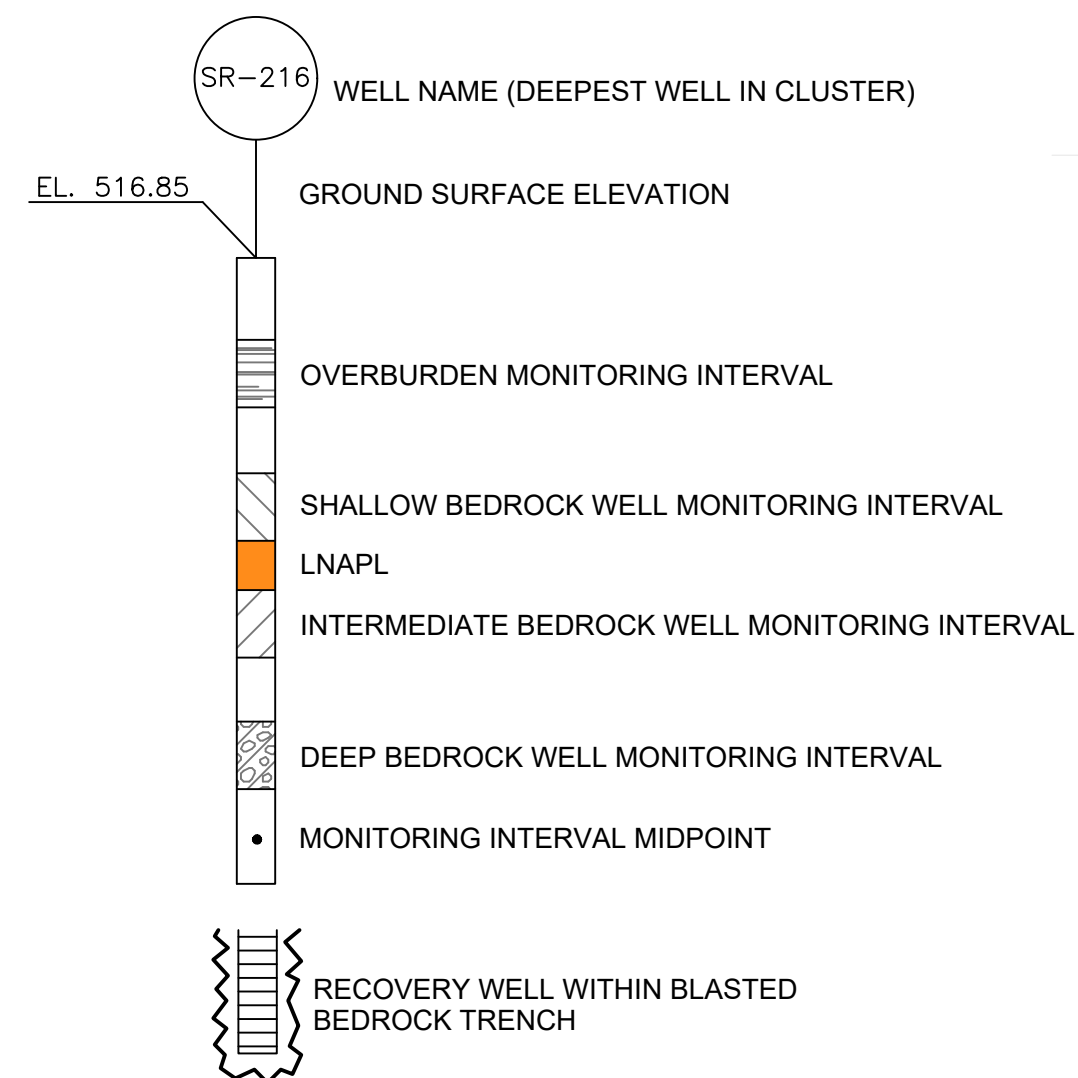 SR-216
WELL NAME (DEEPEST WELL IN CLUSTER)
EL. 516.85
GROUND SURFACE ELEVATION
OVERBURDEN MONITORING INTERVAL
SHALLOW BEDROCK WELL MONITORING INTERVAL
LNAPL
INTERMEDIATE BEDROCK WELL MONITORING INTERVAL
DEEP BEDROCK WELL MONITORING INTERVAL
MONITORING INTERVAL MIDPOINT
RECOVERY WELL WITHIN BLASTED
BEDROCK TRENCH